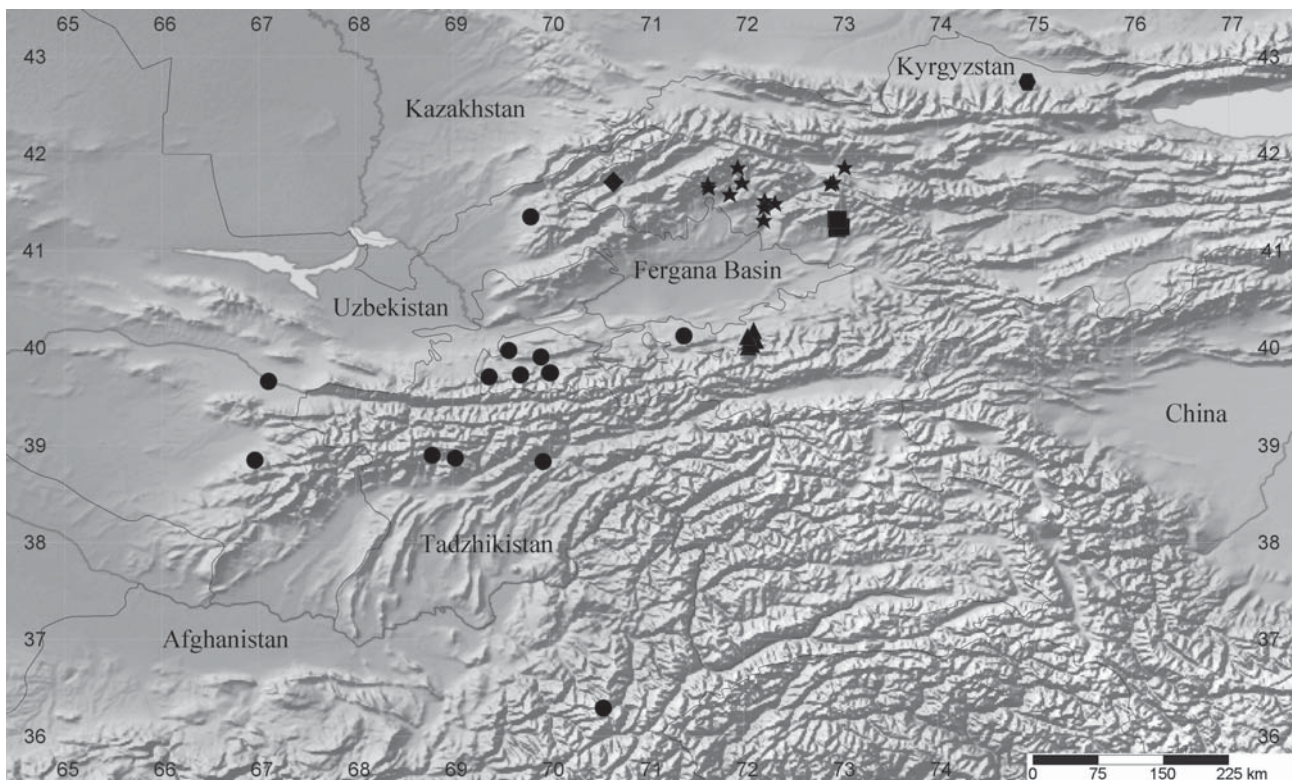 65 66 67 68 69 70 71 72 73 74 75 76 77
43 Kyrgyzstan 43
Kazakhstan
42 42
41 41
Fergana Basin
Uzbekistan
40 40
China
39 39
38 Tadzhikistan 38
37 Afghanistan 37
36 36
65 66 67 68 69 70 71 72 73 74
0 75 150 225 km